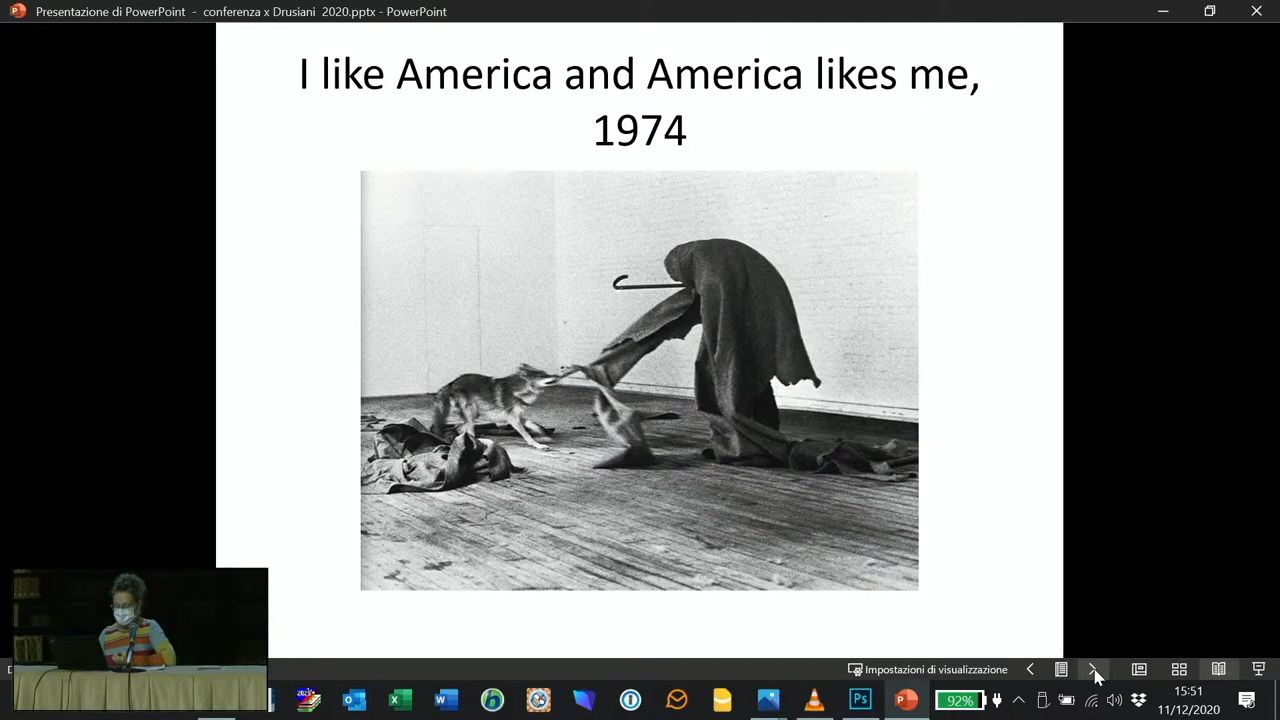 Presentazione di PowerPoint - conferenza x Drusiani 2020.pptx - PowerPoint
I like America and America likes me,
1974
Impostazioni di visualizzazione
92%
15:51
11/12/2020